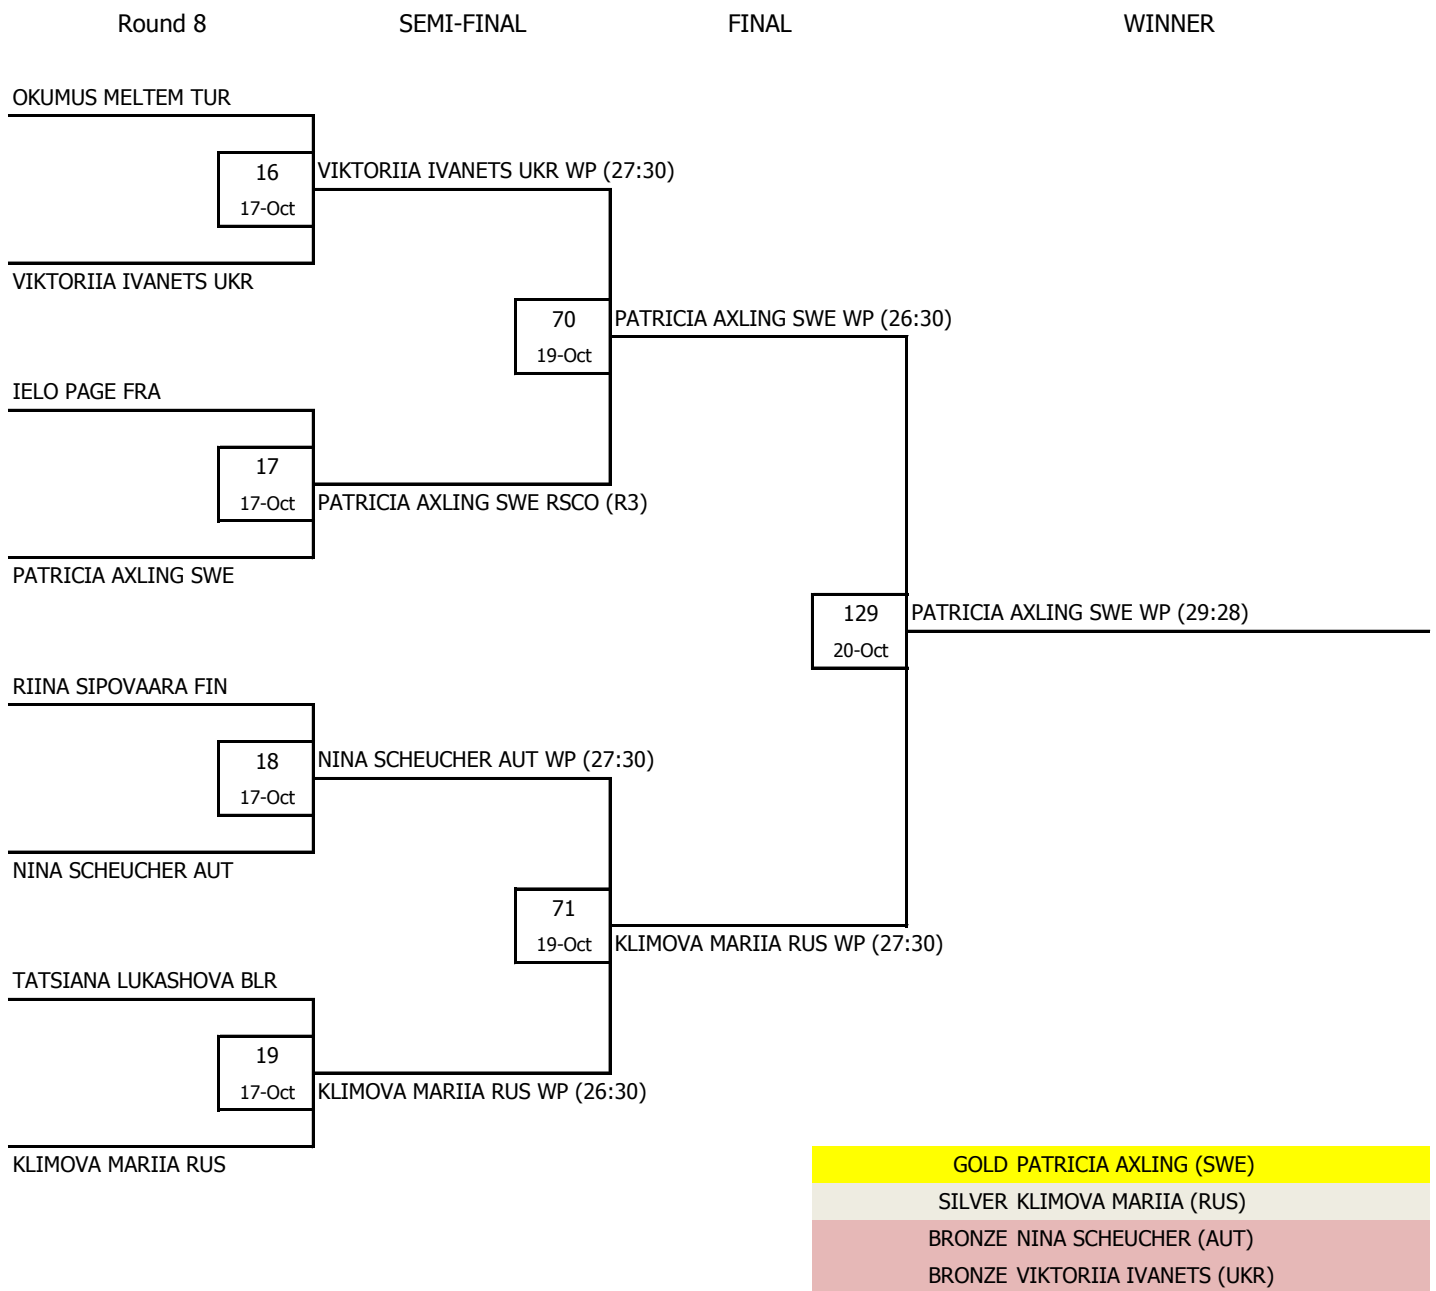 Round 8 SEMI-FINAL FINAL WINNER
OKUMUS MELTEM TUR
16 VIKTORIIA IVANETS UKR WP (27:30)
17-Oct
VIKTORIIA IVANETS UKR
70 PATRICIA AXLING SWE WP (26:30)
19-Oct
IELO PAGE FRA
17
17-Oct PATRICIA AXLING SWE RSCO (R3)
PATRICIA AXLING SWE
129 PATRICIA AXLING SWE WP (29:28)
20-Oct
RIINA SIPOVAARA FIN
18 NINA SCHEUCHER AUT WP (27:30)
17-Oct
NINA SCHEUCHER AUT
71
19-Oct KLIMOVA MARIIA RUS WP (27:30)
TATSIANA LUKASHOVA BLR
19
17-Oct KLIMOVA MARIIA RUS WP (26:30)
KLIMOVA MARIIA RUS
GOLD PATRICIA AXLING (SWE)
SILVER KLIMOVA MARIIA (RUS)
BRONZE NINA SCHEUCHER (AUT)
BRONZE VIKTORIIA IVANETS (UKR)